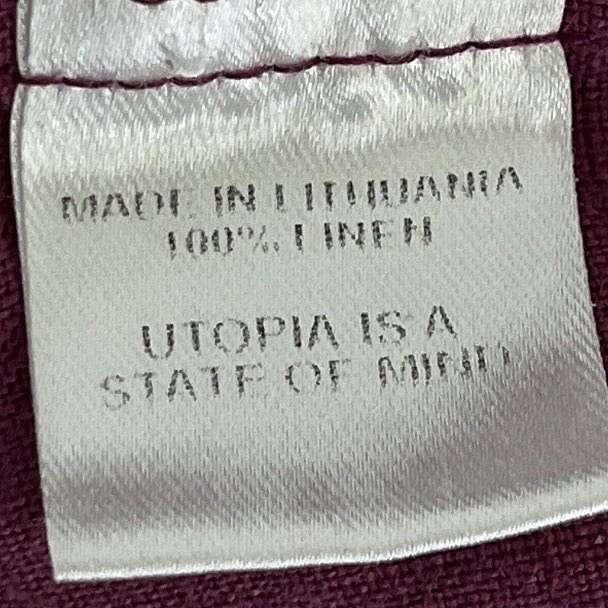 MADE IN LITHUANIA
100% LINEN
UTOPIA IS A
STATE OF MIND